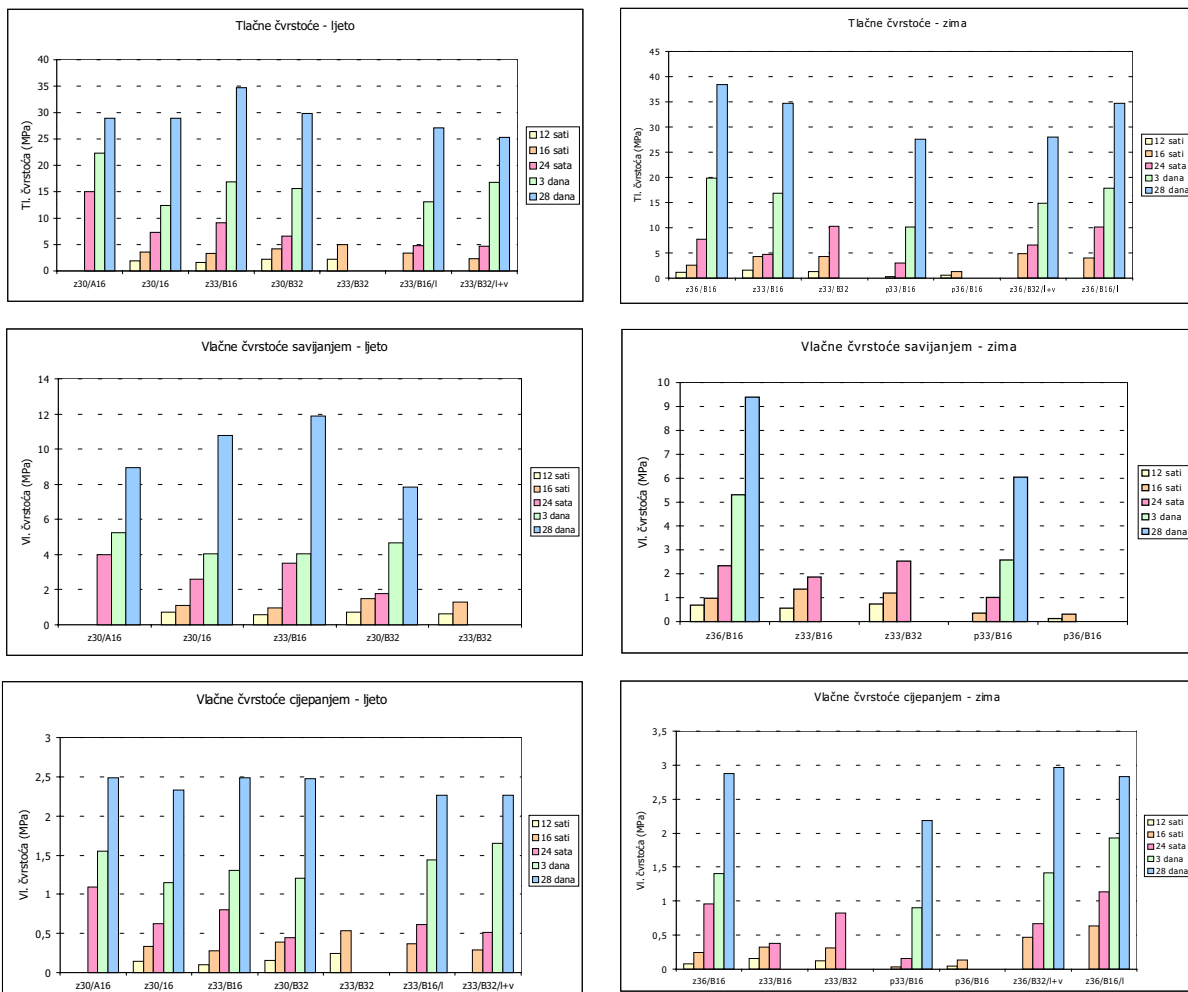 Tlačne čvrstoće - ljeto
40
35
30
25
20
15
10
5
0
Tl. čvrstoća (MPa)
z30/A16 z30/16 z33/B16 z30/B32 z33/B32 z33/B16/l z33/B32/l+v
12 sati
16 sati
24 sata
3 dana
28 dana
Tlačne čvrstoće - zima
45
40
35
30
25
20
15
10
5
0
Tl. čvrstoća (MPa)
z36/B16 z33/B16 z33/B32 p33/B16 p36/B16 z36/B32/l+v z36/B16/l
12 sati
16 sati
24 sata
3 dana
28 dana
Vlačne čvrstoće savijanjem - ljeto
14
12
10
8
6
4
2
0
Vl. čvrstoća (MPa)
z30/A16 z30/16 z33/B16 z30/B32 z33/B32
12 sati
16 sati
24 sata
3 dana
28 dana
Vlačne čvrstoće savijanjem - zima
10
9
8
7
6
5
4
3
2
1
0
Vl. čvrstoća (MPa)
z36/B16 z33/B16 z33/B32 p33/B16 p36/B16
12 sati
16 sati
24 sata
3 dana
28 dana
Vlačne čvrstoće cijepanjem - ljeto
3
2,5
2
1,5
1
0,5
0
Vl. čvrstoća (MPa)
z30/A16 z30/16 z33/B16 z30/B32 z33/B32 z33/B16/l z33/B32/l+v
12 sati
16 sati
24 sata
3 dana
28 dana
Vlačne čvrstoće cijepanjem - zima
3,5
3
2,5
2
1,5
1
0,5
0
Vl. čvrstoća (MPa)
z36/B16 z33/B16 z33/B32 p33/B16 p36/B16 z36/B32/l+v z36/B16/l
12 sati
16 sati
24 sata
3 dana
28 dana